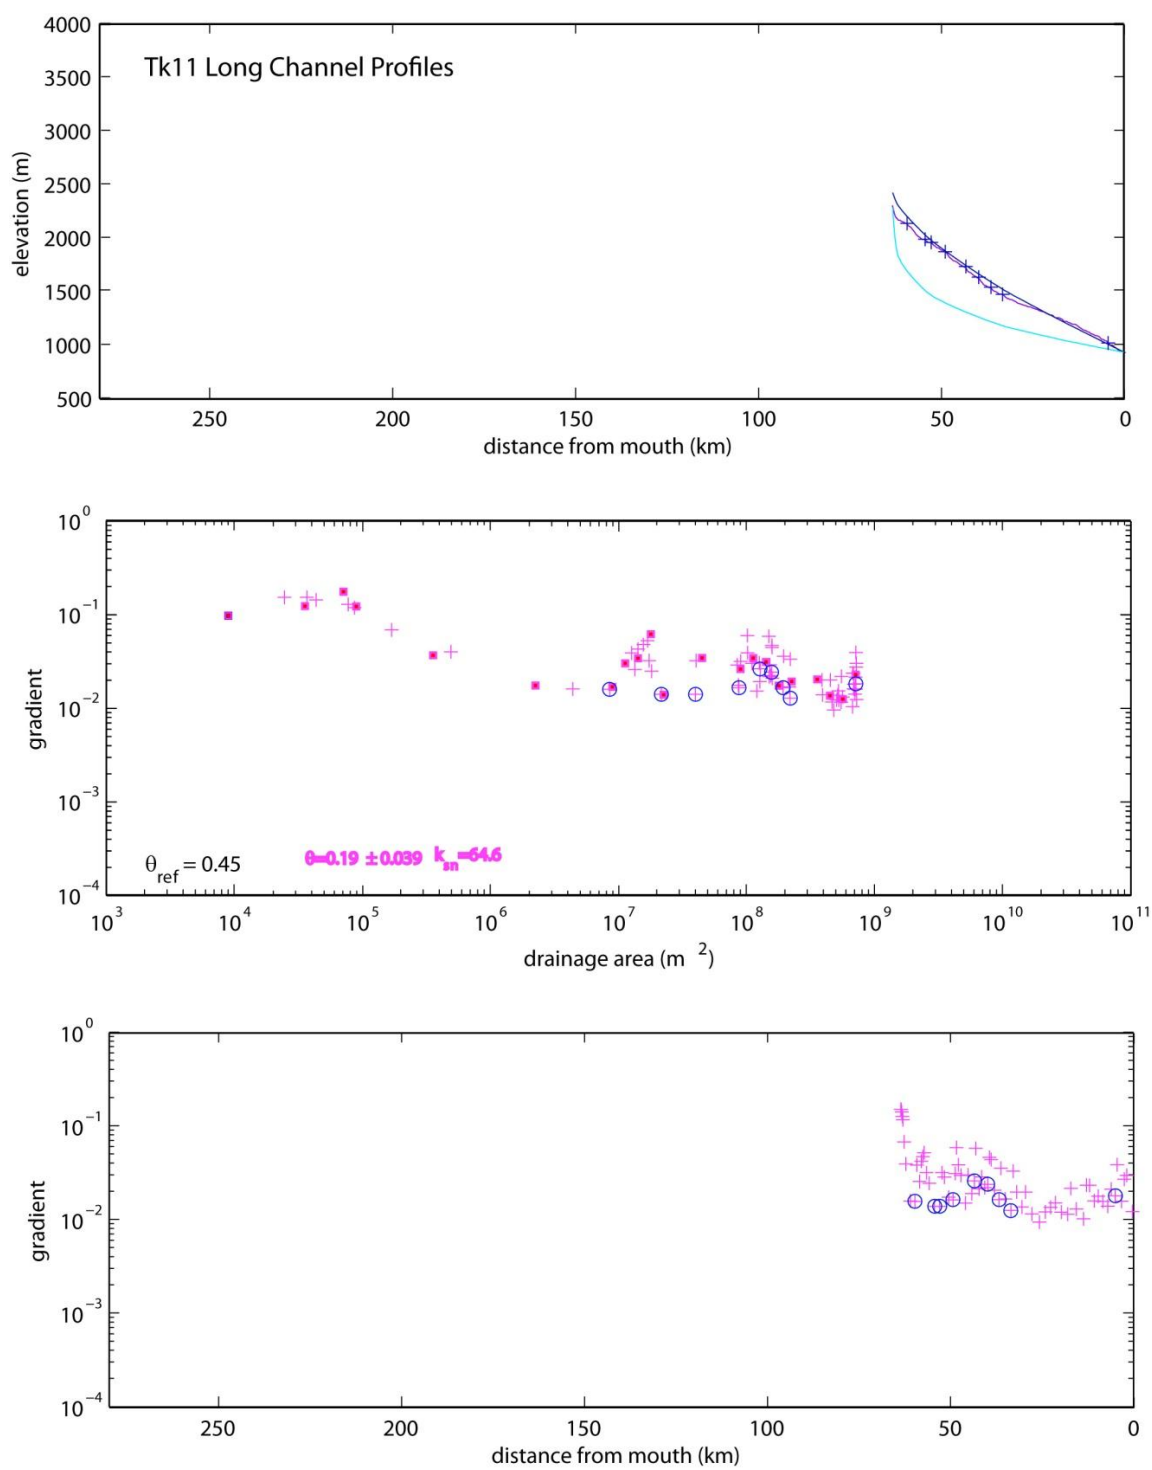 4000
Tk11 Long Channel Profiles
3500
3000
2500
2000
1500
1000
500
elevation (m)
250 200 150 100 50 0
distance from mouth (km)
10^0
10^-1
10^-2
10^-3
10^-4
gradient
θref = 0.45
θ=0.19 ±0.039 ksn=64.6
10^3 10^4 10^5 10^6 10^7 10^8 10^9 10^10 10^11
drainage area (m 2)
10^0
10^-1
10^-2
10^-3
10^-4
gradient
250 200 150 100 50 0
distance from mouth (km)